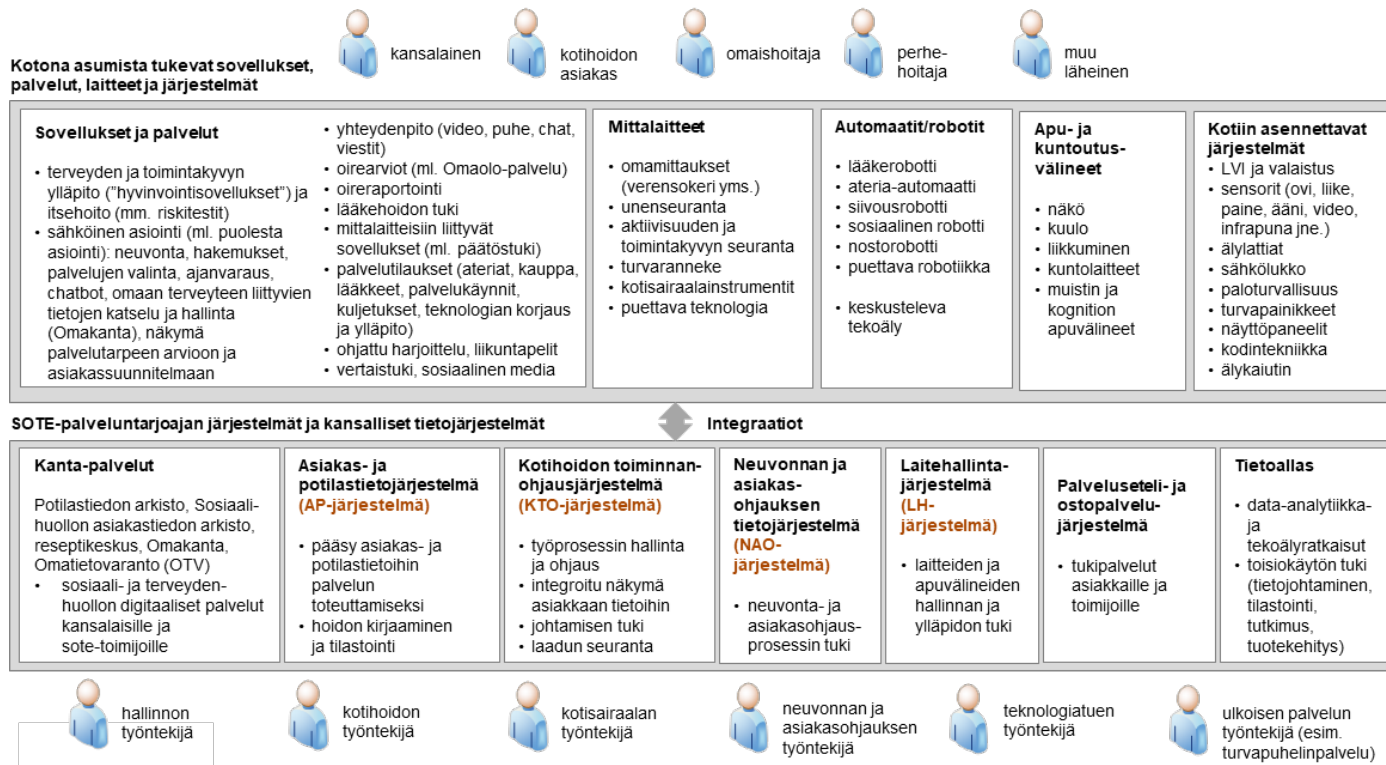 kansalainen
kotihoidon
asiakas
omaishoitaja
perhe-
hoitaja
muu
läheinen
Kotona asumista tukevat sovellukset,
palvelut, laitteet ja järjestelmät
Sovellukset ja palvelut
• terveyden ja toimintakyvyn
ylläpito ("hyvinvointisovellukset") ja
itsehoito (mm. riskitestit)
• sähköinen asiointi (ml. puolesta
asiointi): neuvonta, hakemukset,
palvelujen valinta, ajanvaraus,
chatbot, omaan terveyteen liittyvien
tietojen katselu ja hallinta
(Omakanta), näkymä
palvelutarpeen arvioon ja
asiakassuunnitelmaan
• yhteydenpito (video, puhe, chat,
viestit)
• oirearviot (ml. Omaolo-palvelu)
• oireraportointi
• lääkehoidon tuki
• mittalaitteisiin liittyvät
sovellukset (ml. päätöstuki)
• palvelutilaukset (ateriat, kauppa,
lääkkeet, palvelukäynnit,
kuljetukset, teknologian korjaus
ja ylläpito)
• ohjattu harjoittelu, liikuntapelit
• vertaistuki, sosiaalinen media
Mittalaitteet
• omamittaukset
(verensokeri yms.)
• unenseuranta
• aktiivisuuden ja
toimintakyvyn seuranta
• turvaranneke
• kotisairaalainstrumentit
• puettava teknologia
Automaatit/robotit
• lääkerobotti
• ateria-automaatti
• siivousrobotti
• sosiaalinen robotti
• nostorobotti
• puettava robotiikka
• keskusteleva
tekoäly
Apu- ja
kuntoutus-
välineet
• näkö
• kuulo
• liikkuminen
• kuntolaitteet
• muistin ja
kognition
apuvälineet
Kotiin asennettavat
järjestelmät
• LVI ja valaistus
• sensorit (ovi, liike,
paine, ääni, video,
infrapuna jne.)
• älylattiat
• sähkölukko
• paloturvallisuus
• turvapainikkeet
• näyttöpaneelit
• kodintekniikka
• älykaiutin
SOTE-palveluntarjoajan järjestelmät ja kansalliset tietojärjestelmät
Integraatiot
Kanta-palvelut
Potilastiedon arkisto, Sosiaali-
huollon asiakastiedon arkisto,
reseptikeskus, Omakanta,
Omatietovaranto (OTV)
• sosiaali- ja terveyden-
huollon digitaaliset palvelut
kansalaisille ja
sote-toimijoille
Asiakas- ja
potilastietojärjestelmä
(AP-järjestelmä)
• pääsy asiakas- ja
potilastietoihin
palvelun
toteuttamiseksi
• hoidon kirjaaminen
ja tilastointi
Kotihoidon toiminnan-
ohjausjärjestelmä
(KTO-järjestelmä)
• työprosessin hallinta
ja ohjaus
• integroitu näkymä
asiakkaan tietoihin
• johtamisen tuki
• laadun seuranta
Neuvonnan ja
asiakas-
ohjauksen
tietojärjestelmä
(NAO-
järjestelmä)
• neuvonta- ja
asiakasohjaus-
prosessin tuki
Laitehallinta-
järjestelmä
(LH-
järjestelmä)
• laitteiden ja
apuvälineiden
hallinnan ja
ylläpidon tuki
Palveluseteli- ja
ostopalvelu-
järjestelmä
• tukipalvelut
asiakkaille ja
toimijoille
Tietoallas
• data-analytiikka-
ja
tekoälyratkaisut
• toisiokäytön tuki
(tietojohtaminen,
tilastointi,
tutkimus,
tuotekehitys)
hallinnon
työntekijä
kotihoidon
työntekijä
kotisairaalan
työntekijä
neuvonnan ja
asiakasohjauksen
työntekijä
teknologiatuen
työntekijä
ulkoisen palvelun
työntekijä (esim.
turvapuhelinpalvelu)